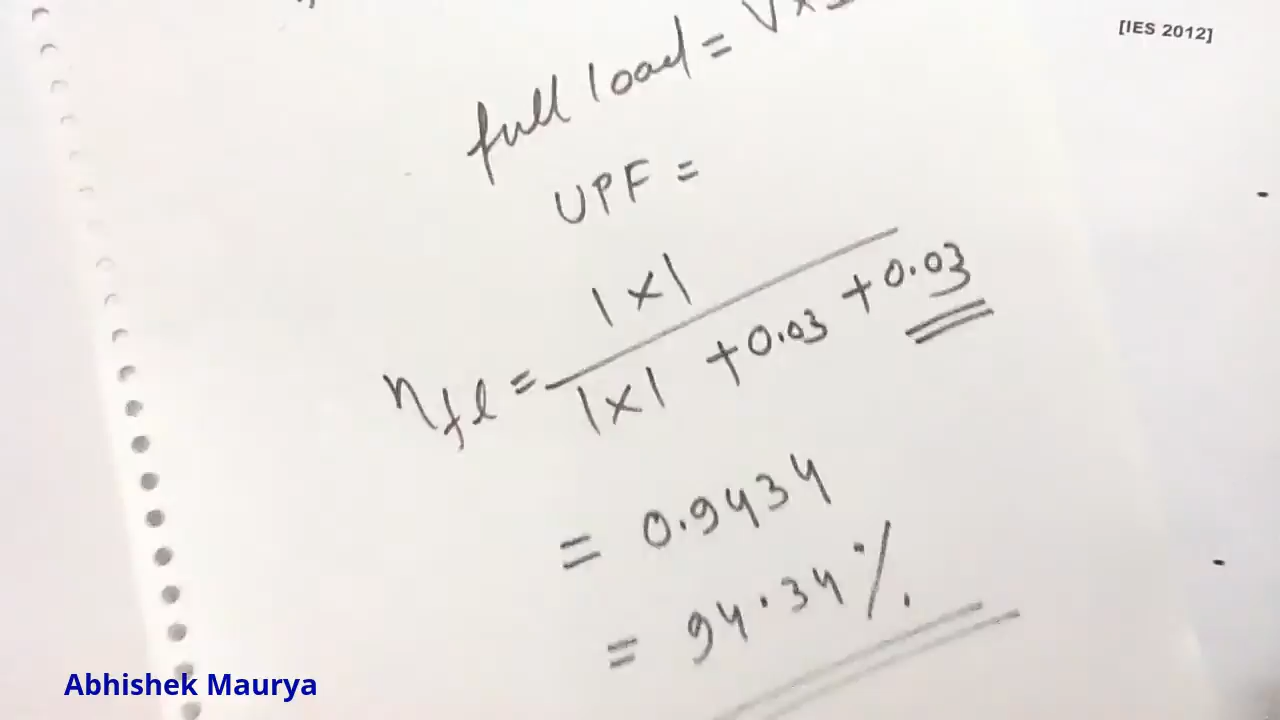 [IES 2012]
full load = V x
UPF =
1 x 1
ηfl =
1 x 1 + 0.03 + 0.03
= 0.9434
= 94.34 %.
Abhishek Maurya